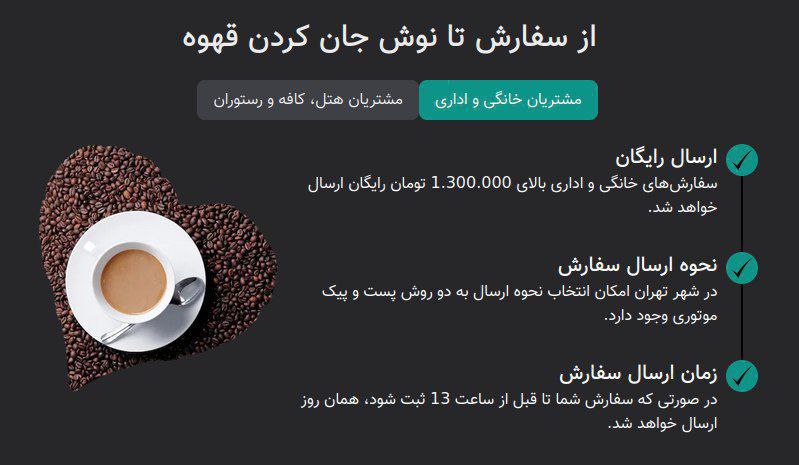 از سفارش تا نوش جان کردن قهوه
مشتریان خانگی و اداری
مشتریان هتل، کافه و رستوران
ارسال رایگان
سفارش‌های خانگی و اداری بالای 1.300.000 تومان رایگان ارسال
خواهد شد.
نحوه ارسال سفارش
در شهر تهران امکان انتخاب نحوه ارسال به دو روش پست و پیک
موتوری وجود دارد.
زمان ارسال سفارش
در صورتی که سفارش شما تا قبل از ساعت 13 ثبت شود، همان روز
ارسال خواهد شد.